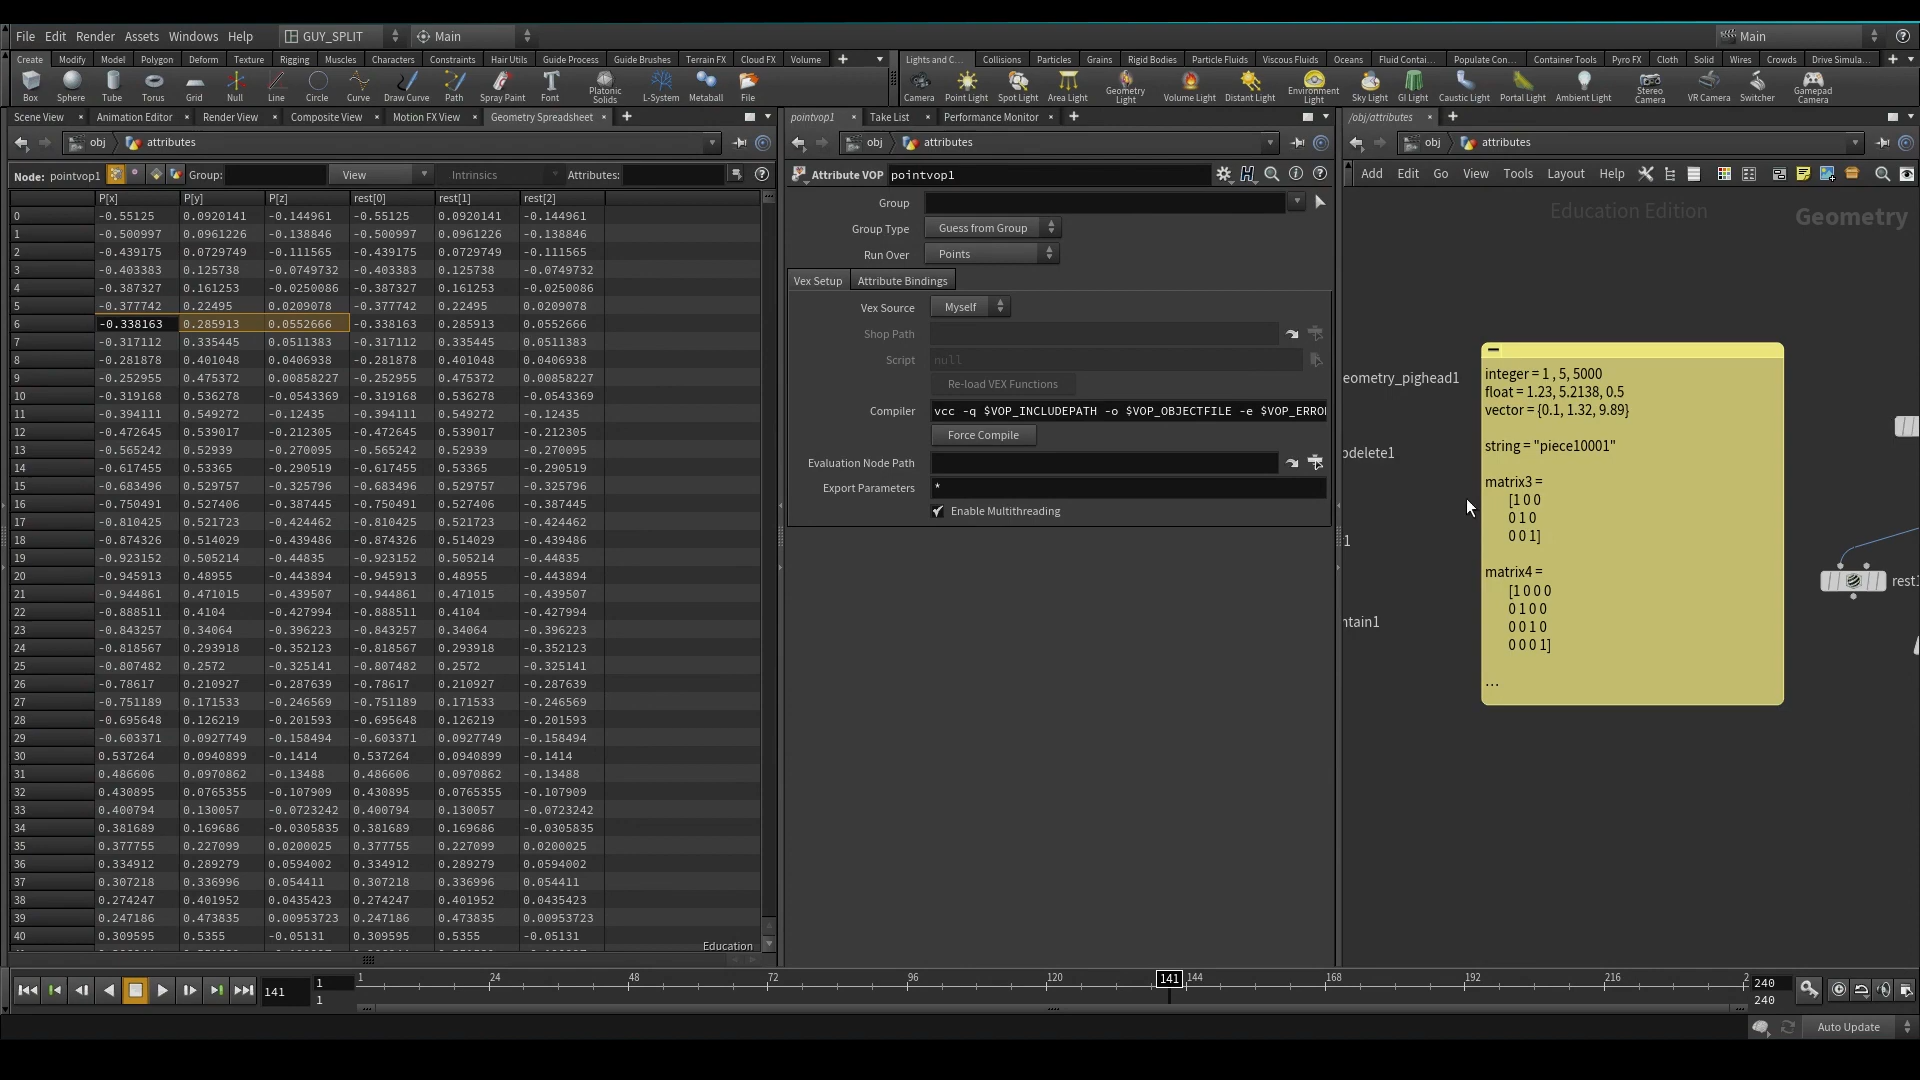 File Edit Render Assets Windows Help GUY_SPLIT Main Main
Create Modify Model Polygon Deform Texture Rigging Muscles Characters Constraints Hair Utils Guide Process Guide Brushes Terrain FX Cloud FX Volume
Lights and C... Collisions Particles Grains Rigid Bodies Particle Fluids Viscous Fluids Oceans Fluid Contai... Populate Con... Container Tools Pyro FX Cloth Solid Wires Crowds Drive Simula...
Box Sphere Tube Torus Grid Null Line Circle Curve Draw Curve Path Spray Paint Font Platonic Solids L-System Metaball File
Camera Point Light Spot Light Area Light Geometry Light Volume Light Distant Light Environment Light Sky Light GI Light Caustic Light Portal Light Ambient Light Stereo Camera VR Camera Switcher Gamepad Camera
Scene View Animation Editor Render View Composite View Motion FX View Geometry Spreadsheet
obj attributes
Node: pointvop1 Group: View Intrinsics Attributes:
P[x] P[y] P[z] rest[0] rest[1] rest[2]
0 -0.55125 0.0920141 -0.144961 -0.55125 0.0920141 -0.144961
1 -0.500997 0.0961226 -0.138846 -0.500997 0.0961226 -0.138846
2 -0.439175 0.0729749 -0.111565 -0.439175 0.0729749 -0.111565
3 -0.403383 0.125738 -0.0749732 -0.403383 0.125738 -0.0749732
4 -0.387327 0.161253 -0.0250086 -0.387327 0.161253 -0.0250086
5 -0.377742 0.22495 0.0209078 -0.377742 0.22495 0.0209078
6 -0.338163 0.285913 0.0552666 -0.338163 0.285913 0.0552666
7 -0.317112 0.335445 0.0511383 -0.317112 0.335445 0.0511383
8 -0.281878 0.401048 0.0406938 -0.281878 0.401048 0.0406938
9 -0.252955 0.475372 0.00858227 -0.252955 0.475372 0.00858227
10 -0.319168 0.536278 -0.0543369 -0.319168 0.536278 -0.0543369
11 -0.394111 0.549272 -0.12435 -0.394111 0.549272 -0.12435
12 -0.472645 0.539017 -0.212305 -0.472645 0.539017 -0.212305
13 -0.565242 0.52939 -0.270095 -0.565242 0.52939 -0.270095
14 -0.617455 0.53365 -0.290519 -0.617455 0.53365 -0.290519
15 -0.683496 0.529757 -0.325796 -0.683496 0.529757 -0.325796
16 -0.750491 0.527406 -0.387445 -0.750491 0.527406 -0.387445
17 -0.810425 0.521723 -0.424462 -0.810425 0.521723 -0.424462
18 -0.874326 0.514029 -0.439486 -0.874326 0.514029 -0.439486
19 -0.923152 0.505214 -0.44835 -0.923152 0.505214 -0.44835
20 -0.945913 0.48955 -0.443894 -0.945913 0.48955 -0.443894
21 -0.944861 0.471015 -0.439507 -0.944861 0.471015 -0.439507
22 -0.888511 0.4104 -0.427994 -0.888511 0.4104 -0.427994
23 -0.843257 0.34064 -0.396223 -0.843257 0.34064 -0.396223
24 -0.818567 0.293918 -0.352123 -0.818567 0.293918 -0.352123
25 -0.807482 0.2572 -0.325141 -0.807482 0.2572 -0.325141
26 -0.78617 0.210927 -0.287639 -0.78617 0.210927 -0.287639
27 -0.751189 0.171533 -0.246569 -0.751189 0.171533 -0.246569
28 -0.695648 0.126219 -0.201593 -0.695648 0.126219 -0.201593
29 -0.603371 0.0927749 -0.158494 -0.603371 0.0927749 -0.158494
30 0.537264 0.0940899 -0.1414 0.537264 0.0940899 -0.1414
31 0.486606 0.0970862 -0.13488 0.486606 0.0970862 -0.13488
32 0.430895 0.0765355 -0.107909 0.430895 0.0765355 -0.107909
33 0.400794 0.130057 -0.0723242 0.400794 0.130057 -0.0723242
34 0.381689 0.169686 -0.0305835 0.381689 0.169686 -0.0305835
35 0.377755 0.227099 0.0200025 0.377755 0.227099 0.0200025
36 0.334912 0.289279 0.0594002 0.334912 0.289279 0.0594002
37 0.307218 0.336996 0.054411 0.307218 0.336996 0.054411
38 0.274247 0.401952 0.0435423 0.274247 0.401952 0.0435423
39 0.247186 0.473835 0.00953723 0.247186 0.473835 0.00953723
40 0.309595 0.5355 -0.05131 0.309595 0.5355 -0.05131
Education
pointvop1 Take List Performance Monitor
obj attributes
Attribute VOP pointvop1
Group
Group Type Guess from Group
Run Over Points
Vex Setup Attribute Bindings
Vex Source Myself
Shop Path
Script null
Re-load VEX Functions
Compiler vcc -q $VOP_INCLUDEPATH -o $VOP_OBJECTFILE -e $VOP_ERROR
Force Compile
Evaluation Node Path
Export Parameters *
Enable Multithreading
/obj/attributes
obj attributes
Add Edit Go View Tools Layout Help
Education Edition Geometry
eometry_pighead1
odelete1
1
ntain1
integer = 1 , 5, 5000
float = 1.23, 5.2138, 0.5
vector = {0.1, 1.32, 9.89}
string = "piece10001"
matrix3 =
[1 0 0
0 1 0
0 0 1]
matrix4 =
[1 0 0 0
0 1 0 0
0 0 1 0
0 0 0 1]
...
rest1
141 1 1 24 48 72 96 120 141 144 168 192 216 2 240
1 240
Auto Update